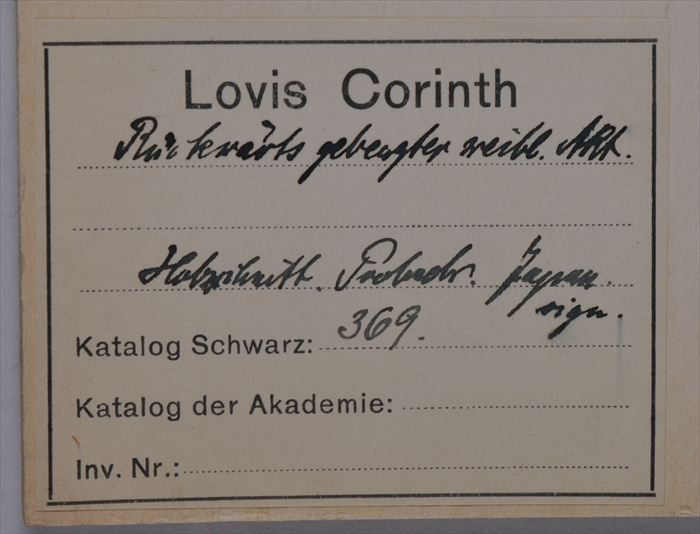 Lovis Corinth
Rückwärts gebeugter weibl. Akt.
Holzschnitt. Probedr. Japan.
sign.
Katalog Schwarz: 369.
Katalog der Akademie:
Inv. Nr.: